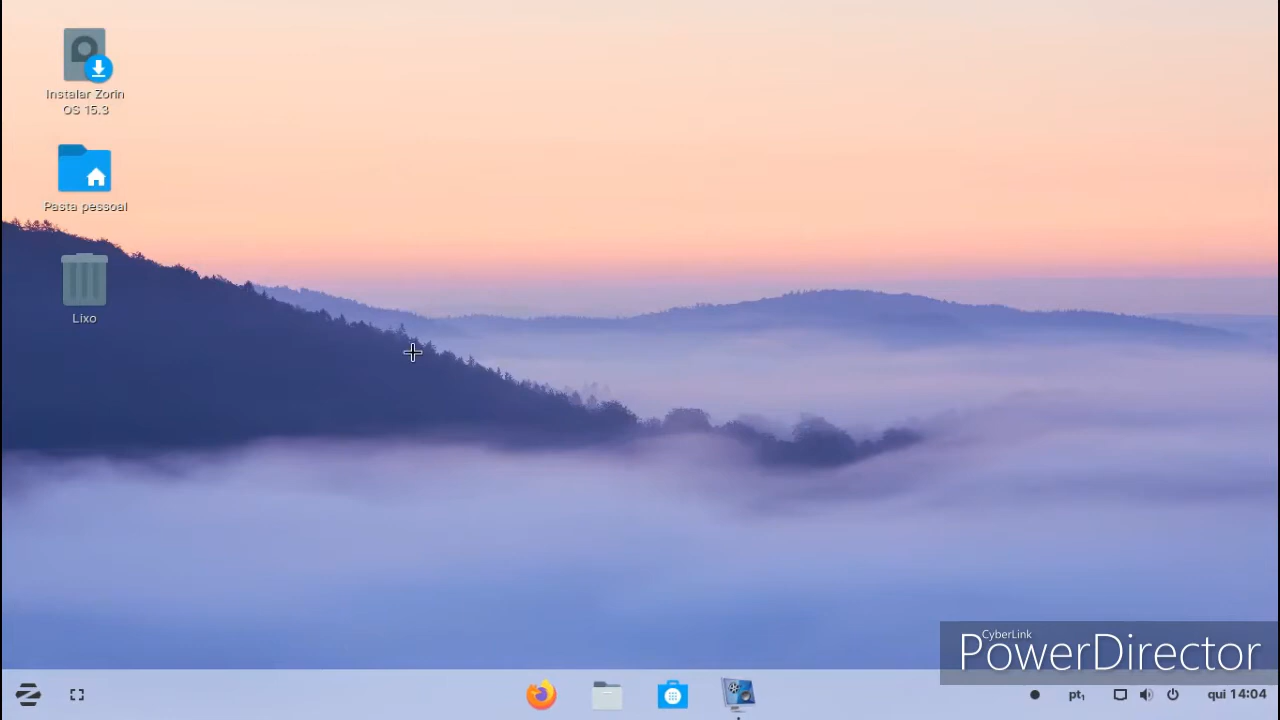 Instalar Zorin
OS 15.3
Pasta pessoal
Lixo
CyberLink
PowerDirector
pt₁
qui 14:04